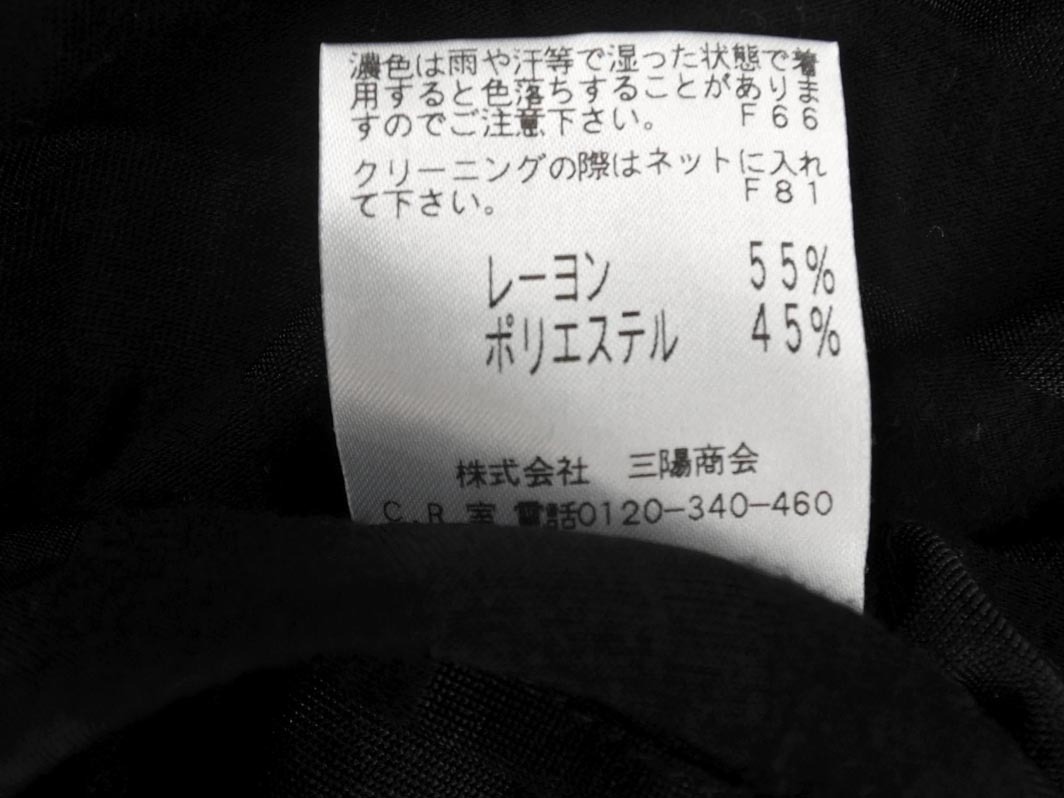 濃色は雨や汗等で湿った状態で着
用すると色落ちすることがありま
すのでご注意下さい。 F66
クリーニングの際はネットに入れ
て下さい。 F81
レーヨン 55%
ポリエステル 45%
株式会社 三陽商会
C.R室 電話0120-340-460